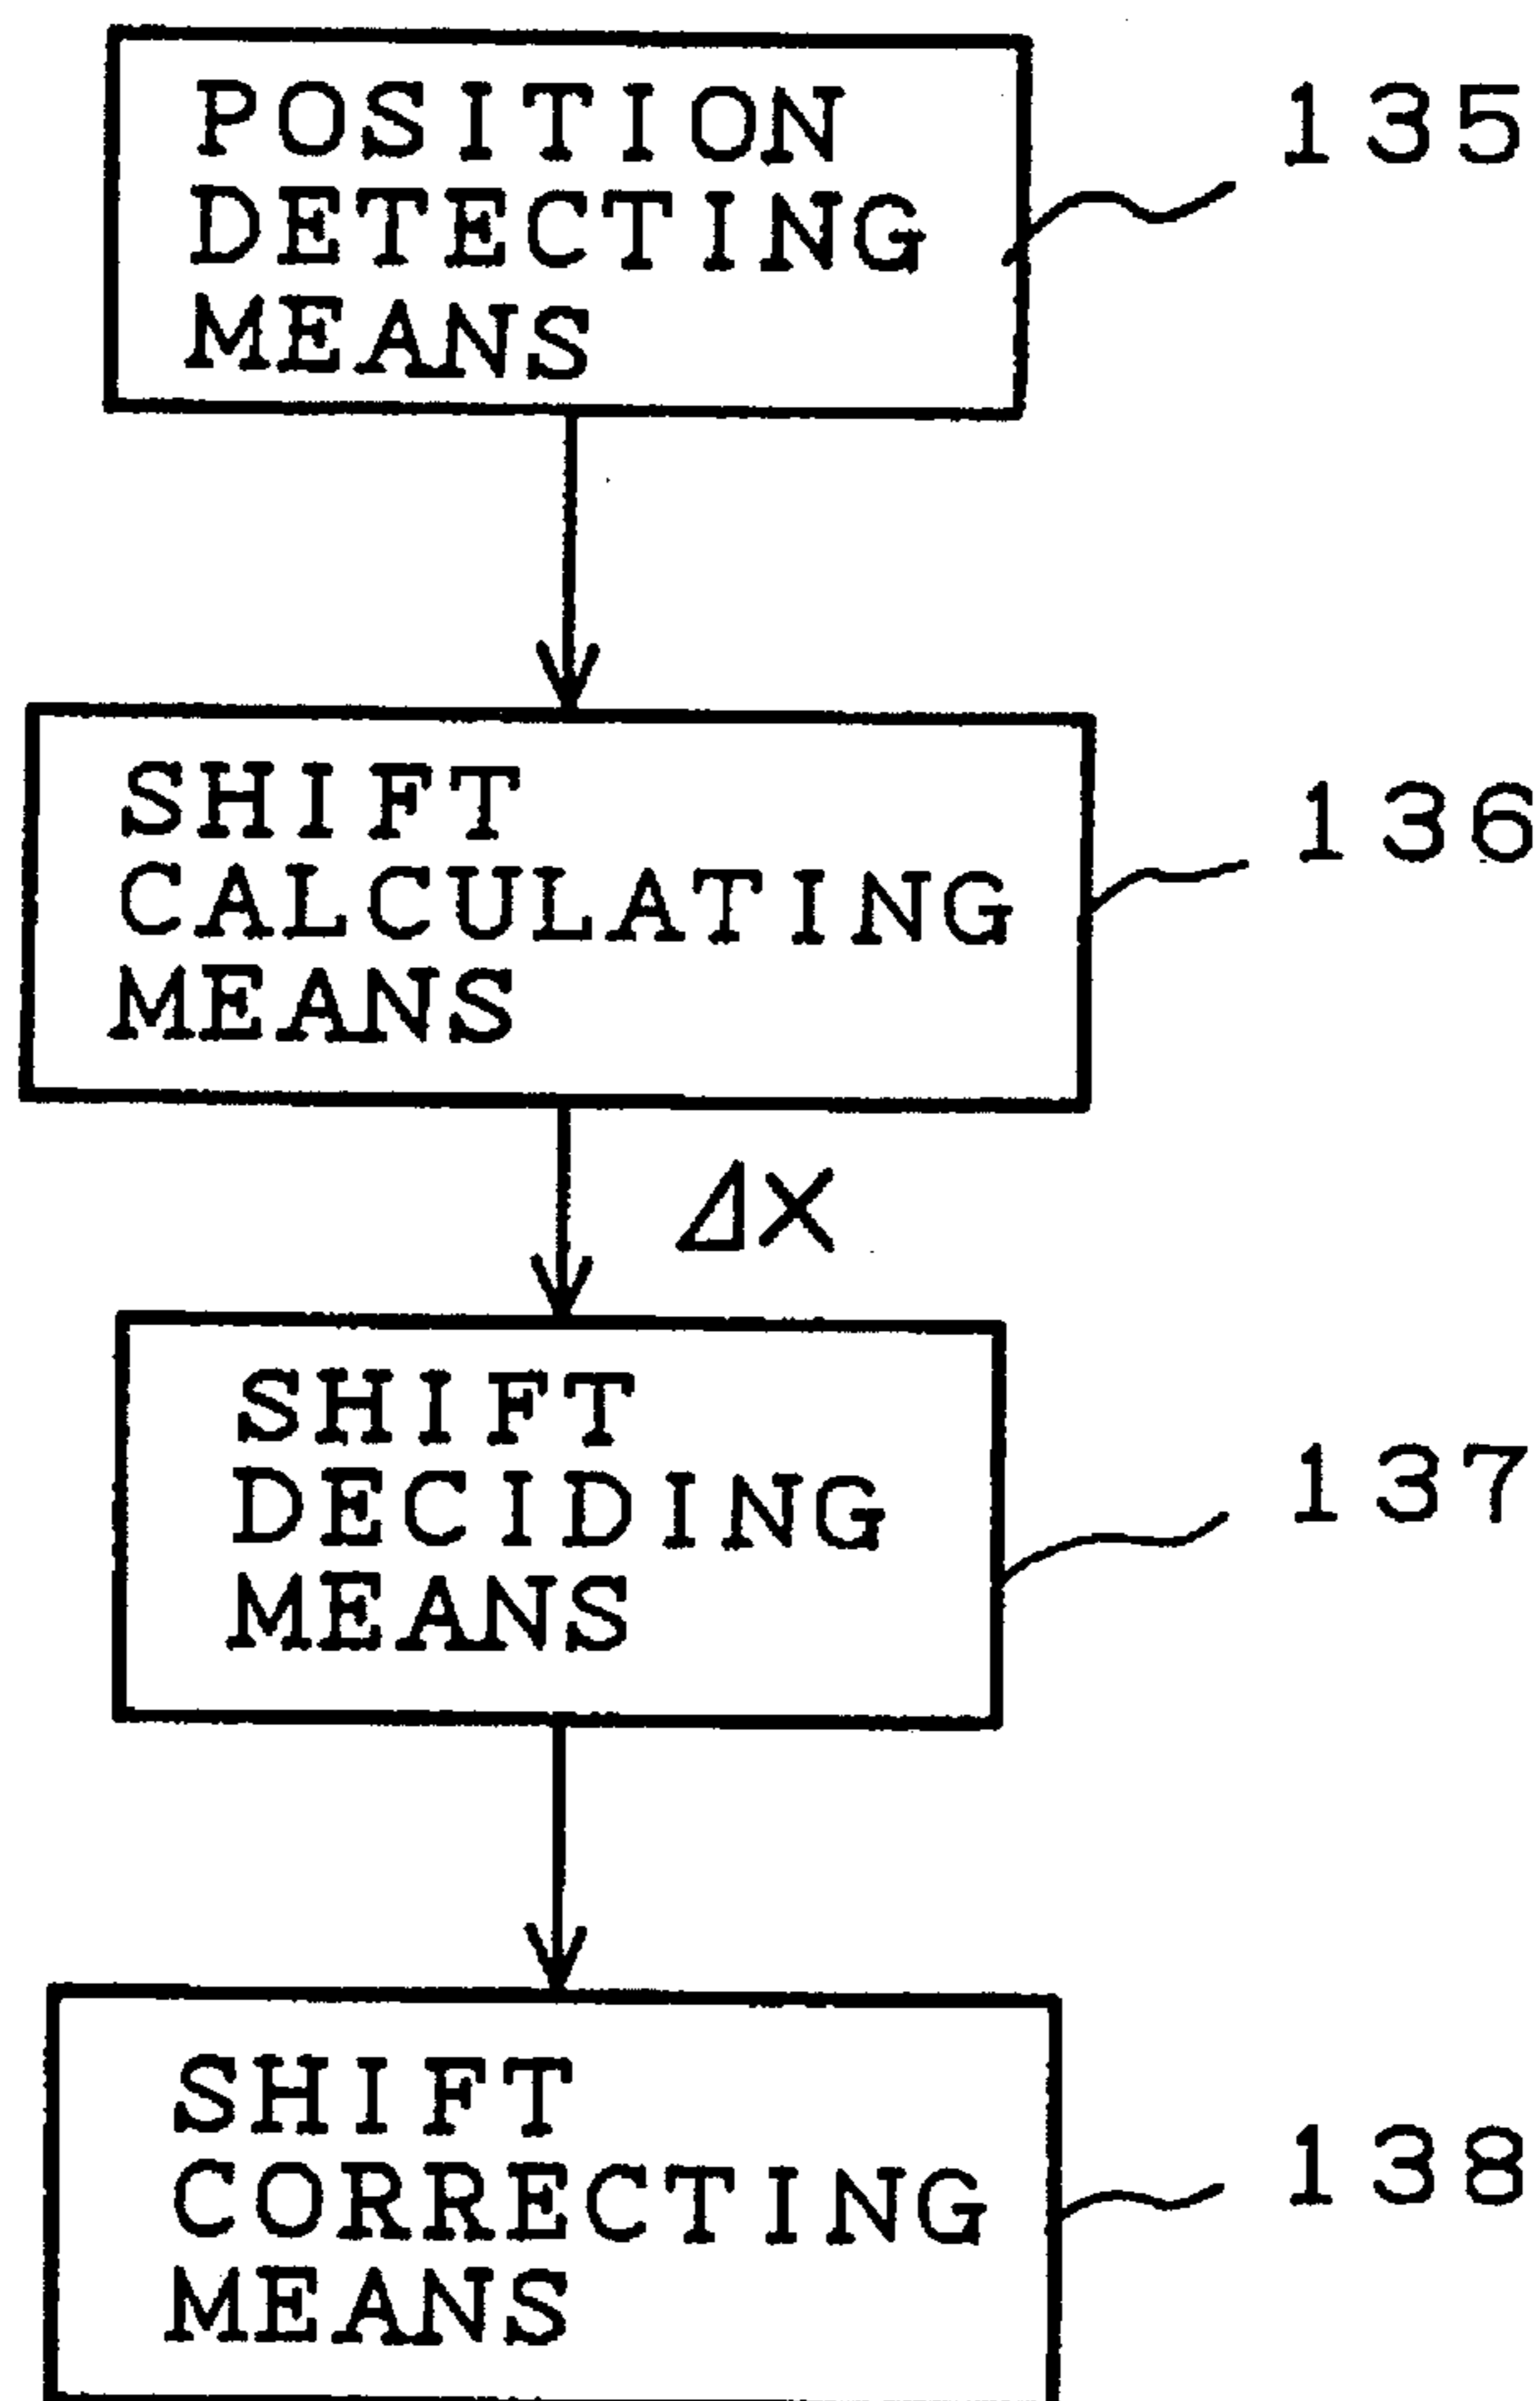 POSITION
DETECTING
MEANS
135
SHIFT
CALCULATING
MEANS
136
ΔX
SHIFT
DECIDING
MEANS
137
SHIFT
CORRECTING
MEANS
138